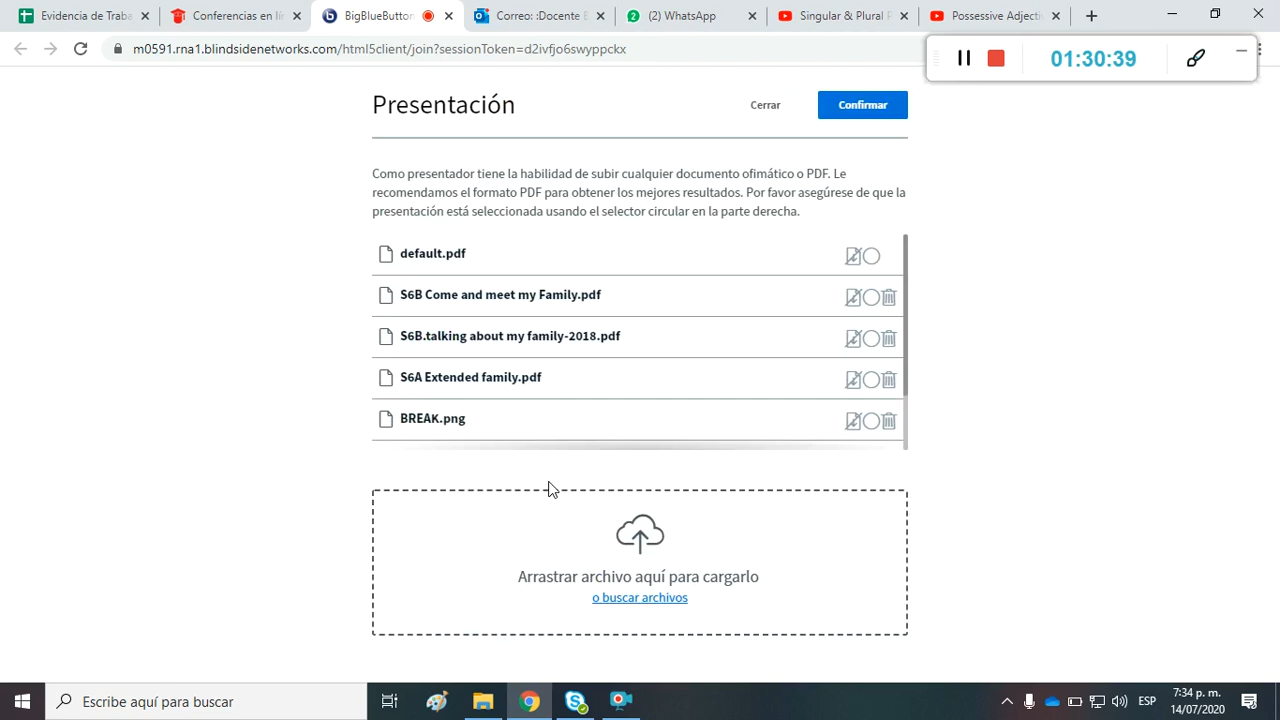 Evidencia de Traba
Conferencias en lí
BigBlueButto
Correo: :Docente E
(2) WhatsApp
Singular & Plural P
Possessive Adjecti
m0591.rna1.blindsidenetworks.com/html5client/join?sessionToken=d2ivfjo6swyppckx
01:30:39
Presentación
Cerrar
Confirmar
Como presentador tiene la habilidad de subir cualquier documento ofimático o PDF. Le
recomendamos el formato PDF para obtener los mejores resultados. Por favor asegúrese de que la
presentación está seleccionada usando el selector circular en la parte derecha.
default.pdf
S6B Come and meet my Family.pdf
S6B.talking about my family-2018.pdf
S6A Extended family.pdf
BREAK.png
Arrastrar archivo aquí para cargarlo
o buscar archivos
Escribe aquí para buscar
ESP
7:34 p. m.
14/07/2020